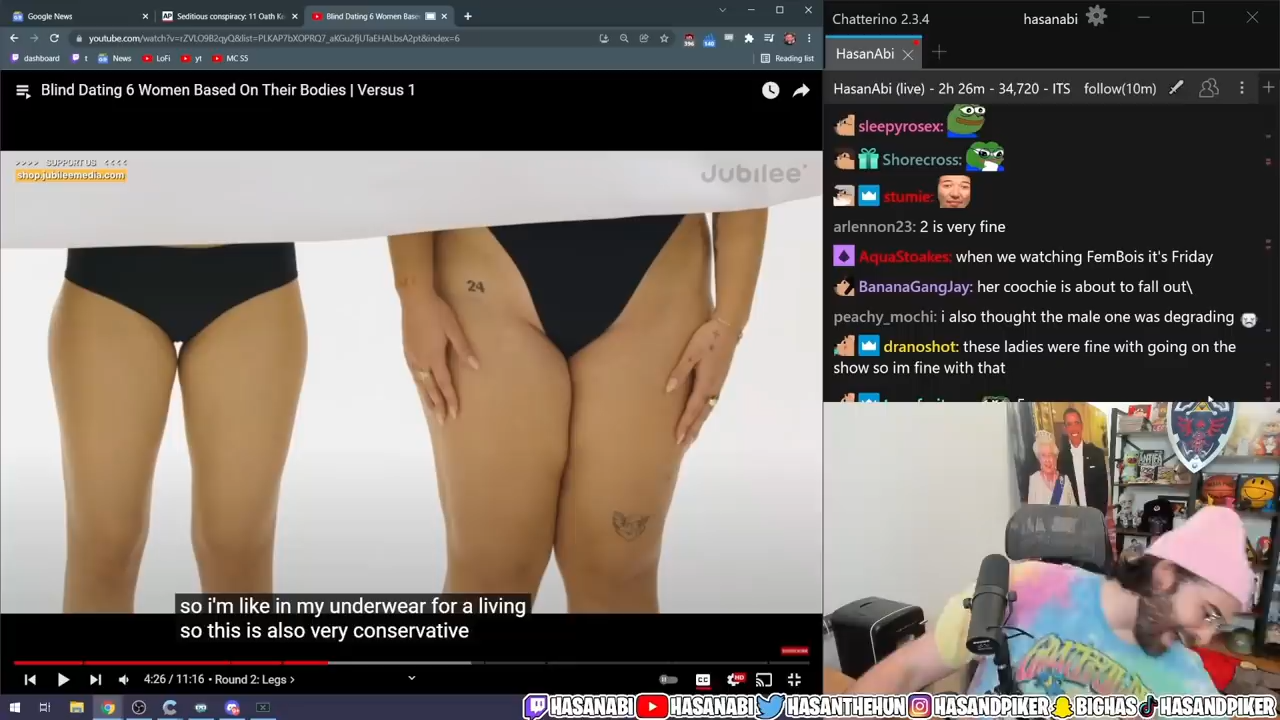 Google News
Seditious conspiracy: 11 Oath Ke
Blind Dating 6 Women Base
youtube.com/watch?v=rZVLO9B2qyQ&list=PLKAP7bXOPRQ7_aKGu2fjUTaEHALbsA2pt&index=6
dashboard
t
News
LoFi
yt
MC SS
Reading list
Blind Dating 6 Women Based On Their Bodies | Versus 1
>>>> SUPPORT US <<<<
shop.jubileemedia.com
Jubilee
24
so i'm like in my underwear for a living
so this is also very conservative
SUBSCRIBE
4:26 / 11:16 • Round 2: Legs >
HD
Chatterino 2.3.4
hasanabi
HasanAbi
HasanAbi (live) - 2h 26m - 34,720 - ITS
follow(10m)
sleepyrosex:
Shorecross:
stumie:
arlennon23: 2 is very fine
AquaStoakes: when we watching FemBois it's Friday
BananaGangJay: her coochie is about to fall out\
peachy_mochi: i also thought the male one was degrading
dranoshot: these ladies were fine with going on the
show so im fine with that
ANTIFA
HASANABI HASANABI HASANTHEHUN HASANDPIKER BIGHAS HASANDPIKER